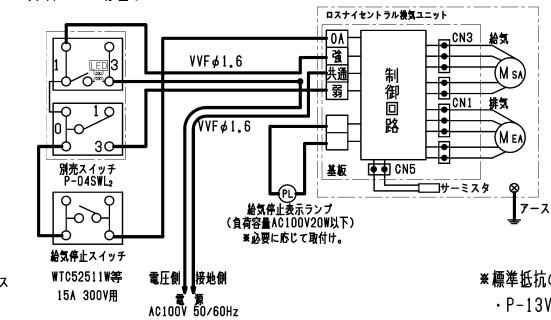 ロスナイセントラル換気ユニット
OA
強
共通
弱
制御回路
CN3
給気
M SA
CN1
排気
M EA
基板
CN5
サーミスタ
アース
1
LED
3
VVFφ1.6
0
1
3
VVFφ1.6
別売スイッチ
P-04SWL₂
PL
給気停止表示ランプ
(負荷容量AC100V20W以下)
※必要に応じて取付け。
給気停止スイッチ
WTC52511W等
15A 300V用
電圧側
接地側
電源
AC100V 50/60Hz
ス
※標準抵抗の
・P-13V